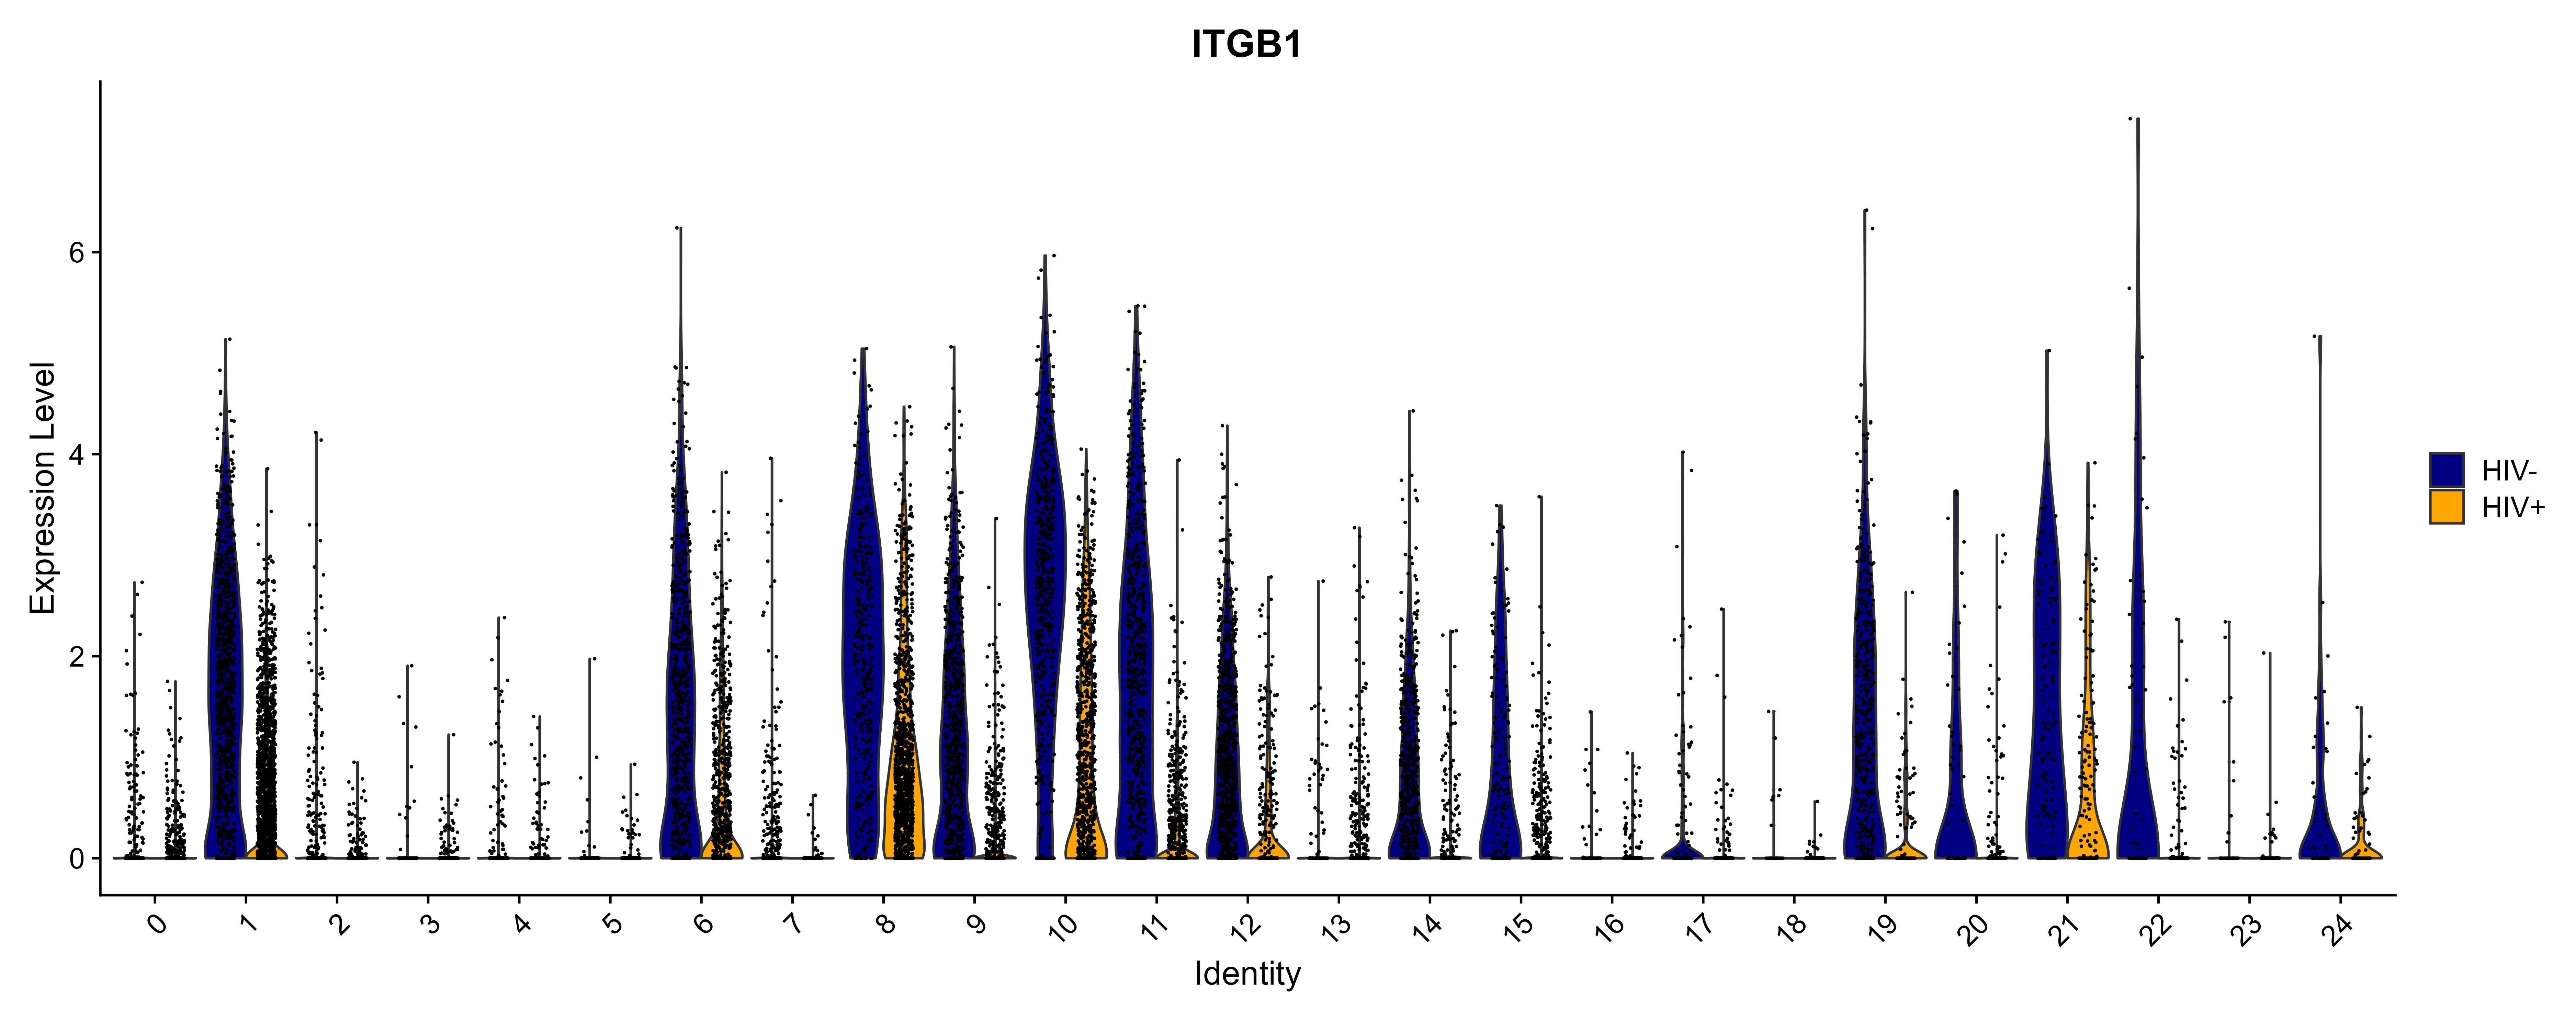 ITGB1
Expression Level
6
4
2
0
HIV-
HIV+
0 1 2 3 4 5 6 7 8 9 10 11 12 13 14 15 16 17 18 19 20 21 22 23 24
Identity